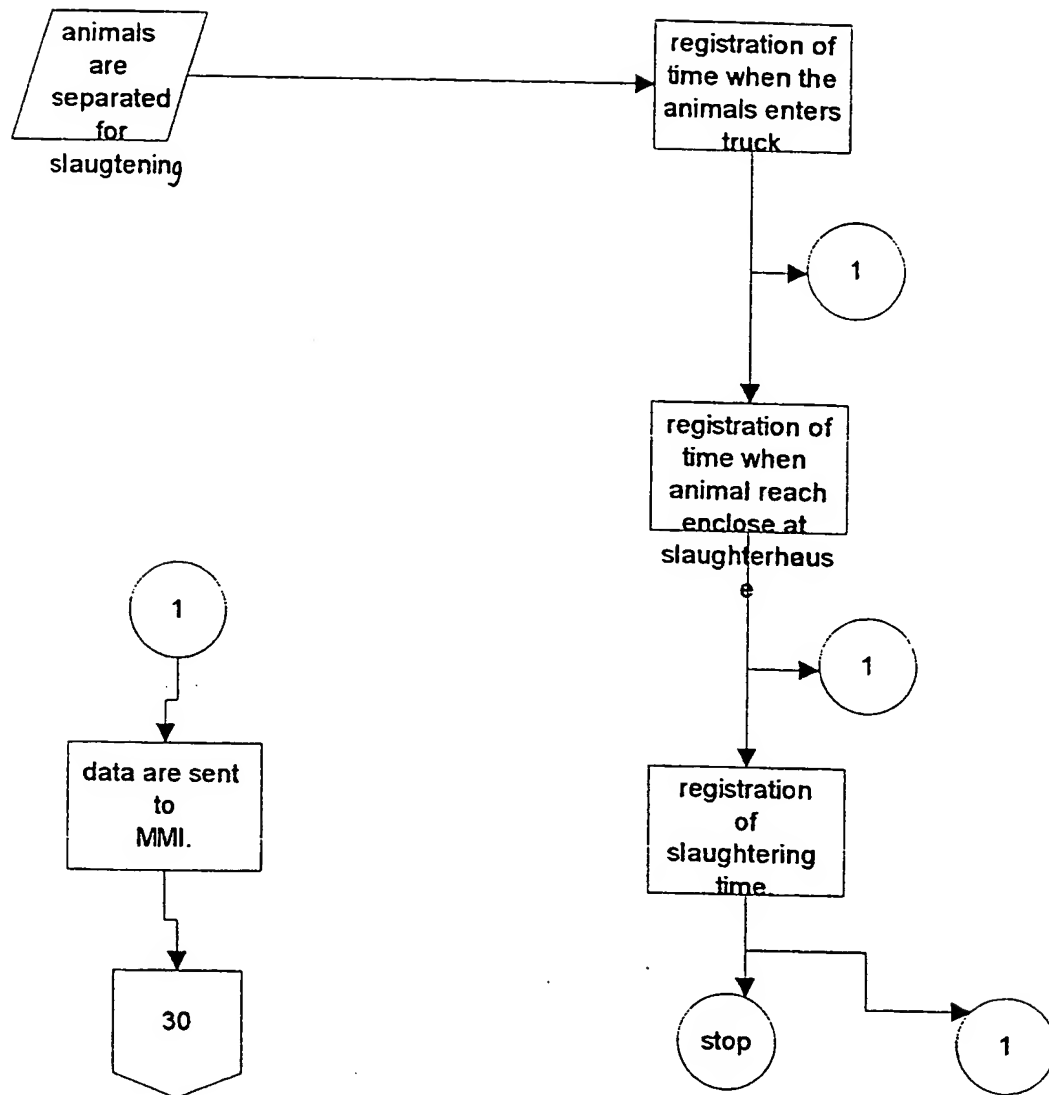 animals
are
separated
for
slaugtening
registration of
time when the
animals enters
truck
1
registration of
time when
animal reach
enclose at
slaughterhous
e
1
1
data are sent
to
MMI.
registration
of
slaughtering
time.
30
stop
1